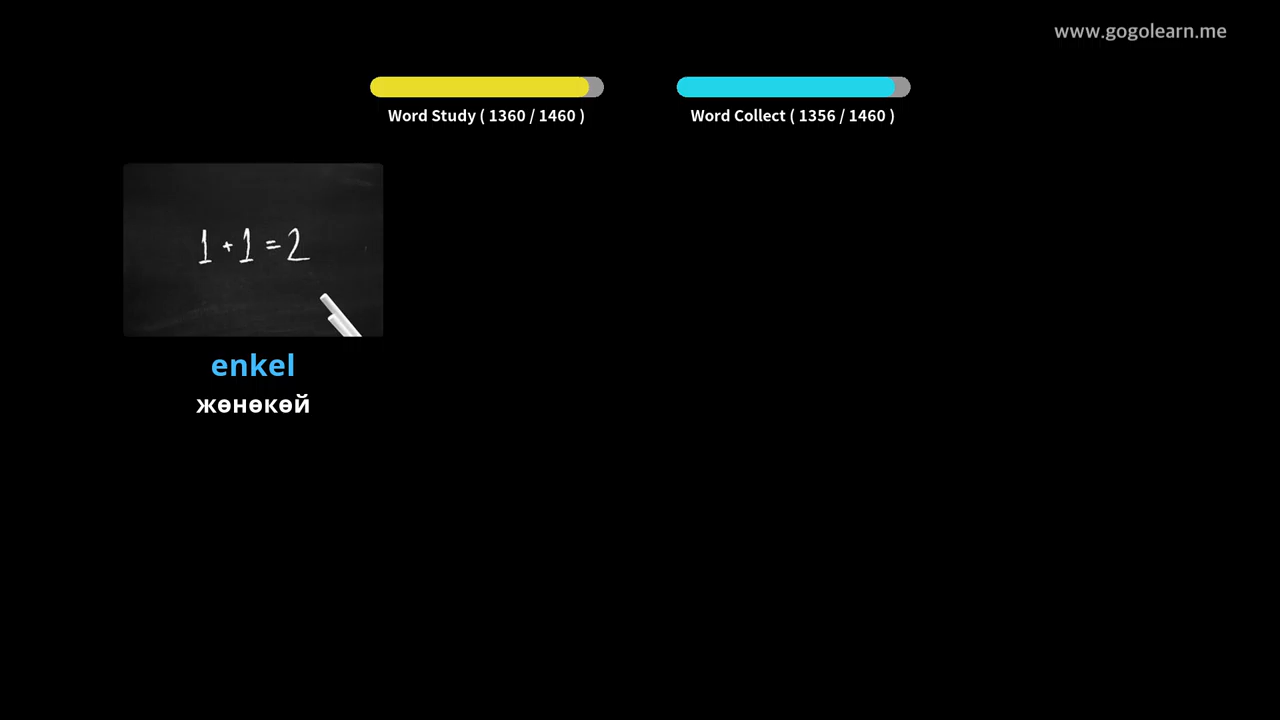 www.gogolearn.me
Word Study ( 1360 / 1460 )
Word Collect ( 1356 / 1460 )
1 + 1 = 2
enkel
жөнөкөй